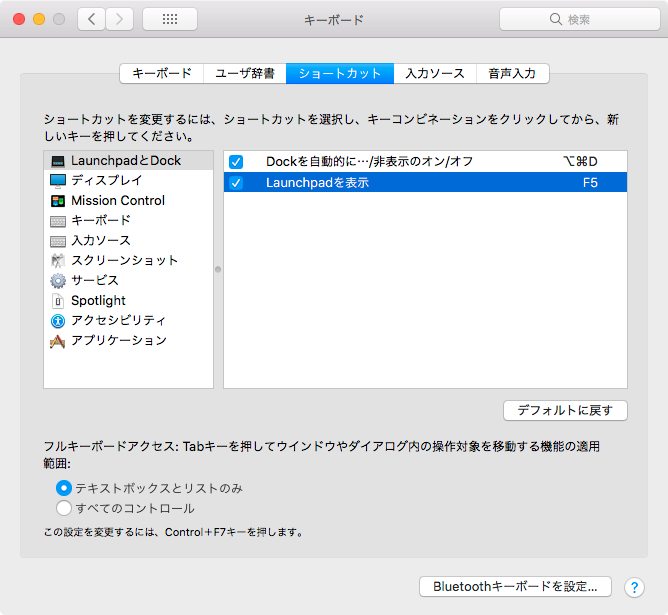 キーボード
検索
キーボード
ユーザ辞書
ショートカット
入力ソース
音声入力
ショートカットを変更するには、ショートカットを選択し、キーコンビネーションをクリックしてから、新
しいキーを押してください。
LaunchpadとDock
ディスプレイ
Mission Control
キーボード
入力ソース
スクリーンショット
サービス
Spotlight
アクセシビリティ
アプリケーション
Dockを自動的に…/非表示のオン/オフ ⌥⌘D
Launchpadを表示 F5
デフォルトに戻す
フルキーボードアクセス: Tabキーを押してウインドウやダイアログ内の操作対象を移動する機能の適用
範囲:
テキストボックスとリストのみ
すべてのコントロール
この設定を変更するには、Control+F7キーを押します。
Bluetoothキーボードを設定...
?